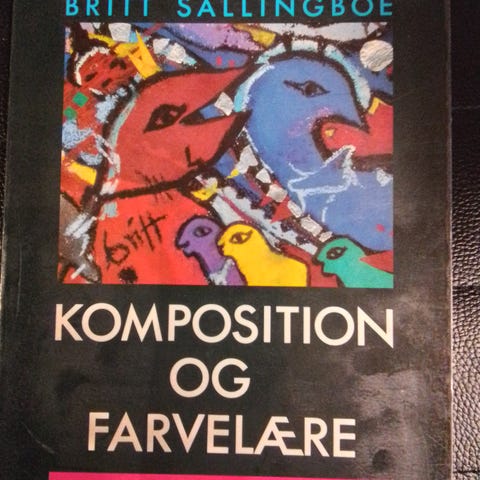 BRITT SALLINGBOE
britt
KOMPOSITION
OG
FARVELÆRE